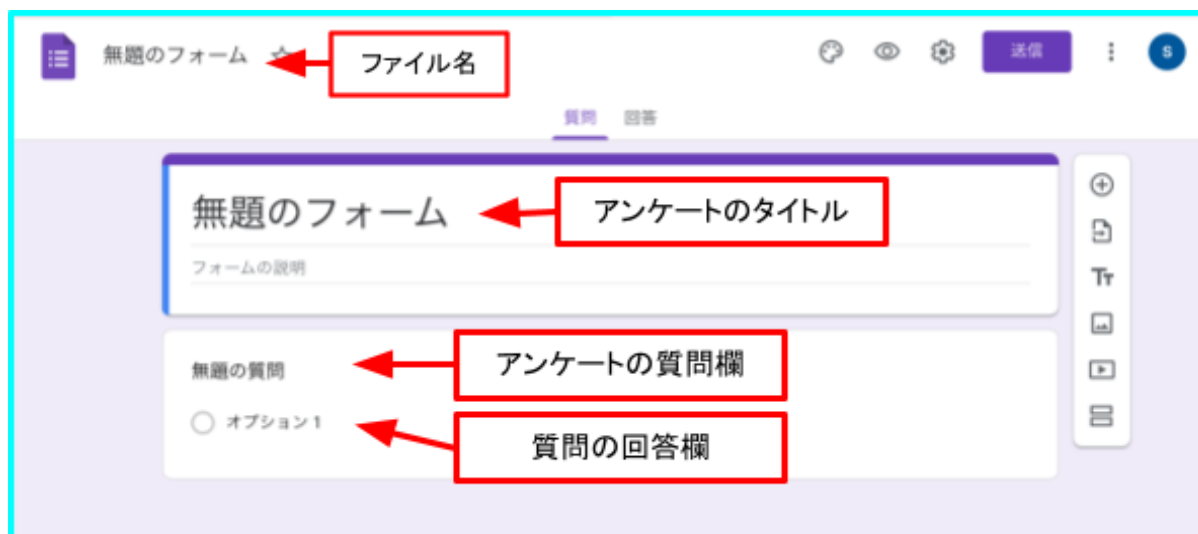 無題のフォーム
ファイル名
送信
S
質問 回答
無題のフォーム
アンケートのタイトル
フォームの説明
Tт
無題の質問
アンケートの質問欄
オプション 1
質問の回答欄